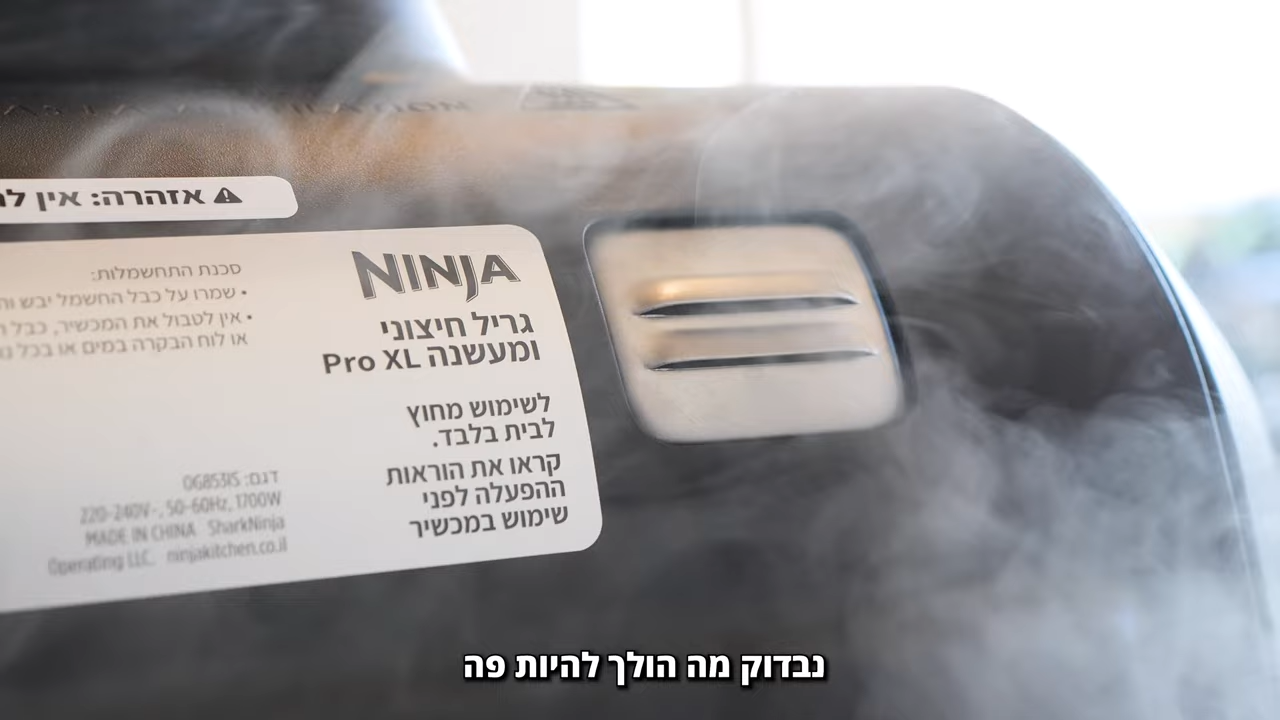 אזהרה: אין
NINJA
גריל חיצוני
ומעשנה Pro XL
לשימוש מחוץ
לבית בלבד.
קראו את הוראות
ההפעלה לפני
שימוש במכשיר
סכנת התחשמלות:
• שמרו על כבל החשמל יבש
• אין לטבול את המכשיר, כבל
או לוח הבקרה במים או בכל
דגם: OG853IS
220-240V~, 50-60Hz, 1700W
MADE IN CHINA SharkNinja
Operating LLC. ninjakitchen.co.il
נבדוק מה הולך להיות פה